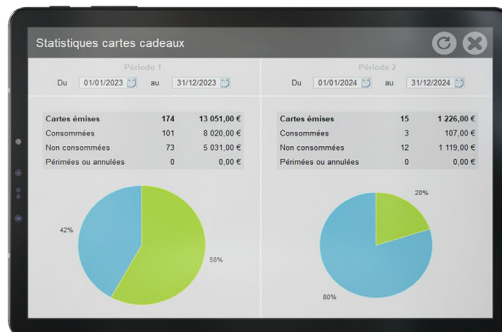 Statistiques cartes cadeaux
Période 1
Du 01/01/2023 au 31/12/2023
Cartes émises 174 13 051,00 €
Consommées 101 8 020,00 €
Non consommées 73 5 031,00 €
Périmées ou annulées 0 0,00 €
42%
58%
Période 2
Du 01/01/2024 au 31/12/2024
Cartes émises 15 1 226,00 €
Consommées 3 107,00 €
Non consommées 12 1 119,00 €
Périmées ou annulées 0 0,00 €
20%
80%